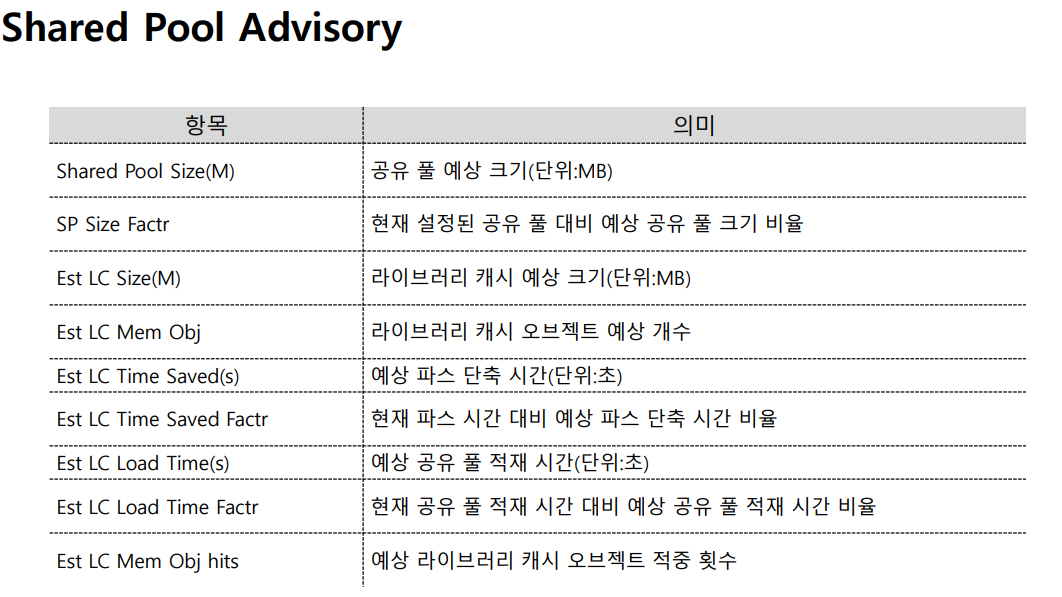 Shared Pool Advisory
항목 의미
Shared Pool Size(M) 공유 풀 예상 크기(단위:MB)
SP Size Factr 현재 설정된 공유 풀 대비 예상 공유 풀 크기 비율
Est LC Size(M) 라이브러리 캐시 예상 크기(단위:MB)
Est LC Mem Obj 라이브러리 캐시 오브젝트 예상 개수
Est LC Time Saved(s) 예상 파스 단축 시간(단위:초)
Est LC Time Saved Factr 현재 파스 시간 대비 예상 파스 단축 시간 비율
Est LC Load Time(s) 예상 공유 풀 적재 시간(단위:초)
Est LC Load Time Factr 현재 공유 풀 적재 시간 대비 예상 공유 풀 적재 시간 비율
Est LC Mem Obj hits 예상 라이브러리 캐시 오브젝트 적중 횟수